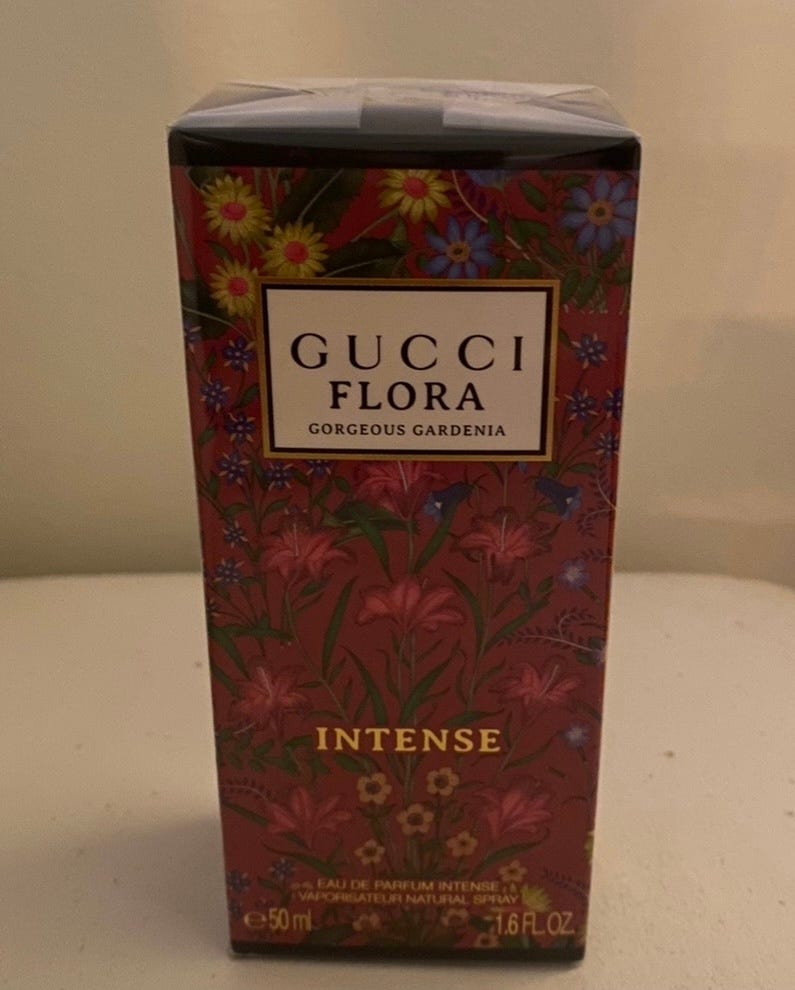 GUCCI
FLORA
GORGEOUS GARDENIA
INTENSE
EAU DE PARFUM INTENSE
VAPORISATEUR NATURAL SPRAY
℮50 ml 1.6 FL. OZ.